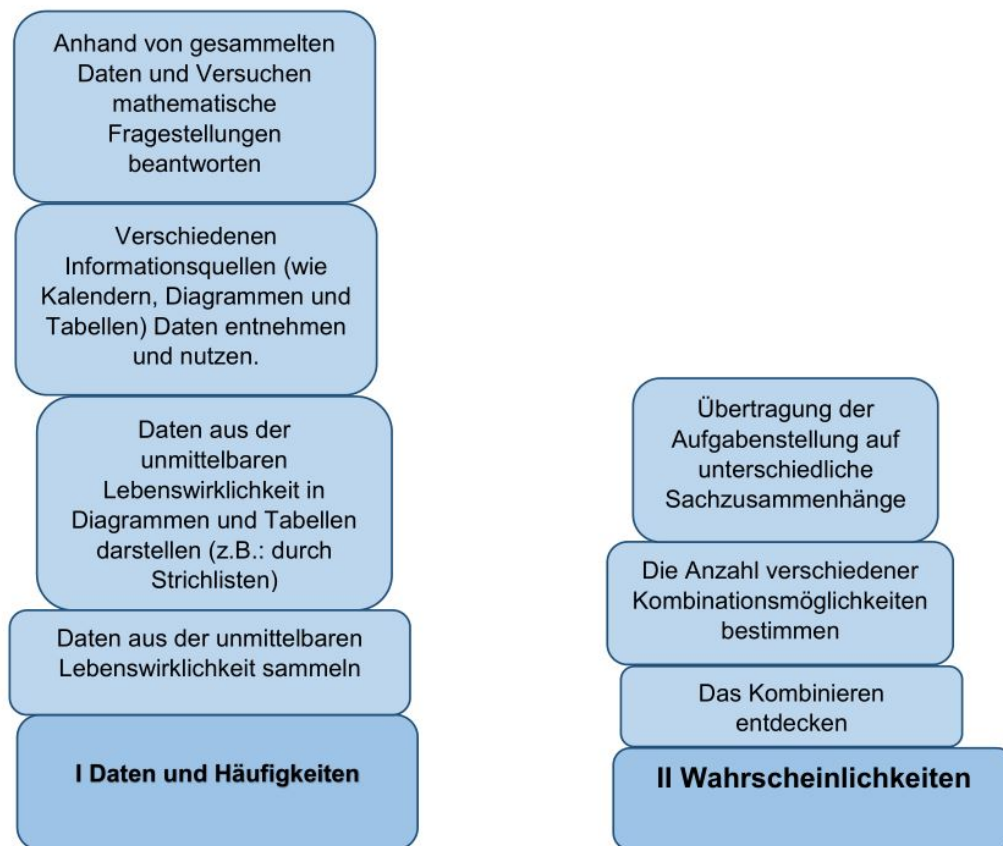 Anhand von gesammelten
Daten und Versuchen
mathematische
Fragestellungen
beantworten
Verschiedenen
Informationsquellen (wie
Kalendern, Diagrammen und
Tabellen) Daten entnehmen
und nutzen.
Daten aus der
unmittelbaren
Lebenswirklichkeit in
Diagrammen und Tabellen
darstellen (z.B.: durch
Strichlisten)
Daten aus der unmittelbaren
Lebenswirklichkeit sammeln
I Daten und Häufigkeiten
Übertragung der
Aufgabenstellung auf
unterschiedliche
Sachzusammenhänge
Die Anzahl verschiedener
Kombinationsmöglichkeiten
bestimmen
Das Kombinieren
entdecken
II Wahrscheinlichkeiten